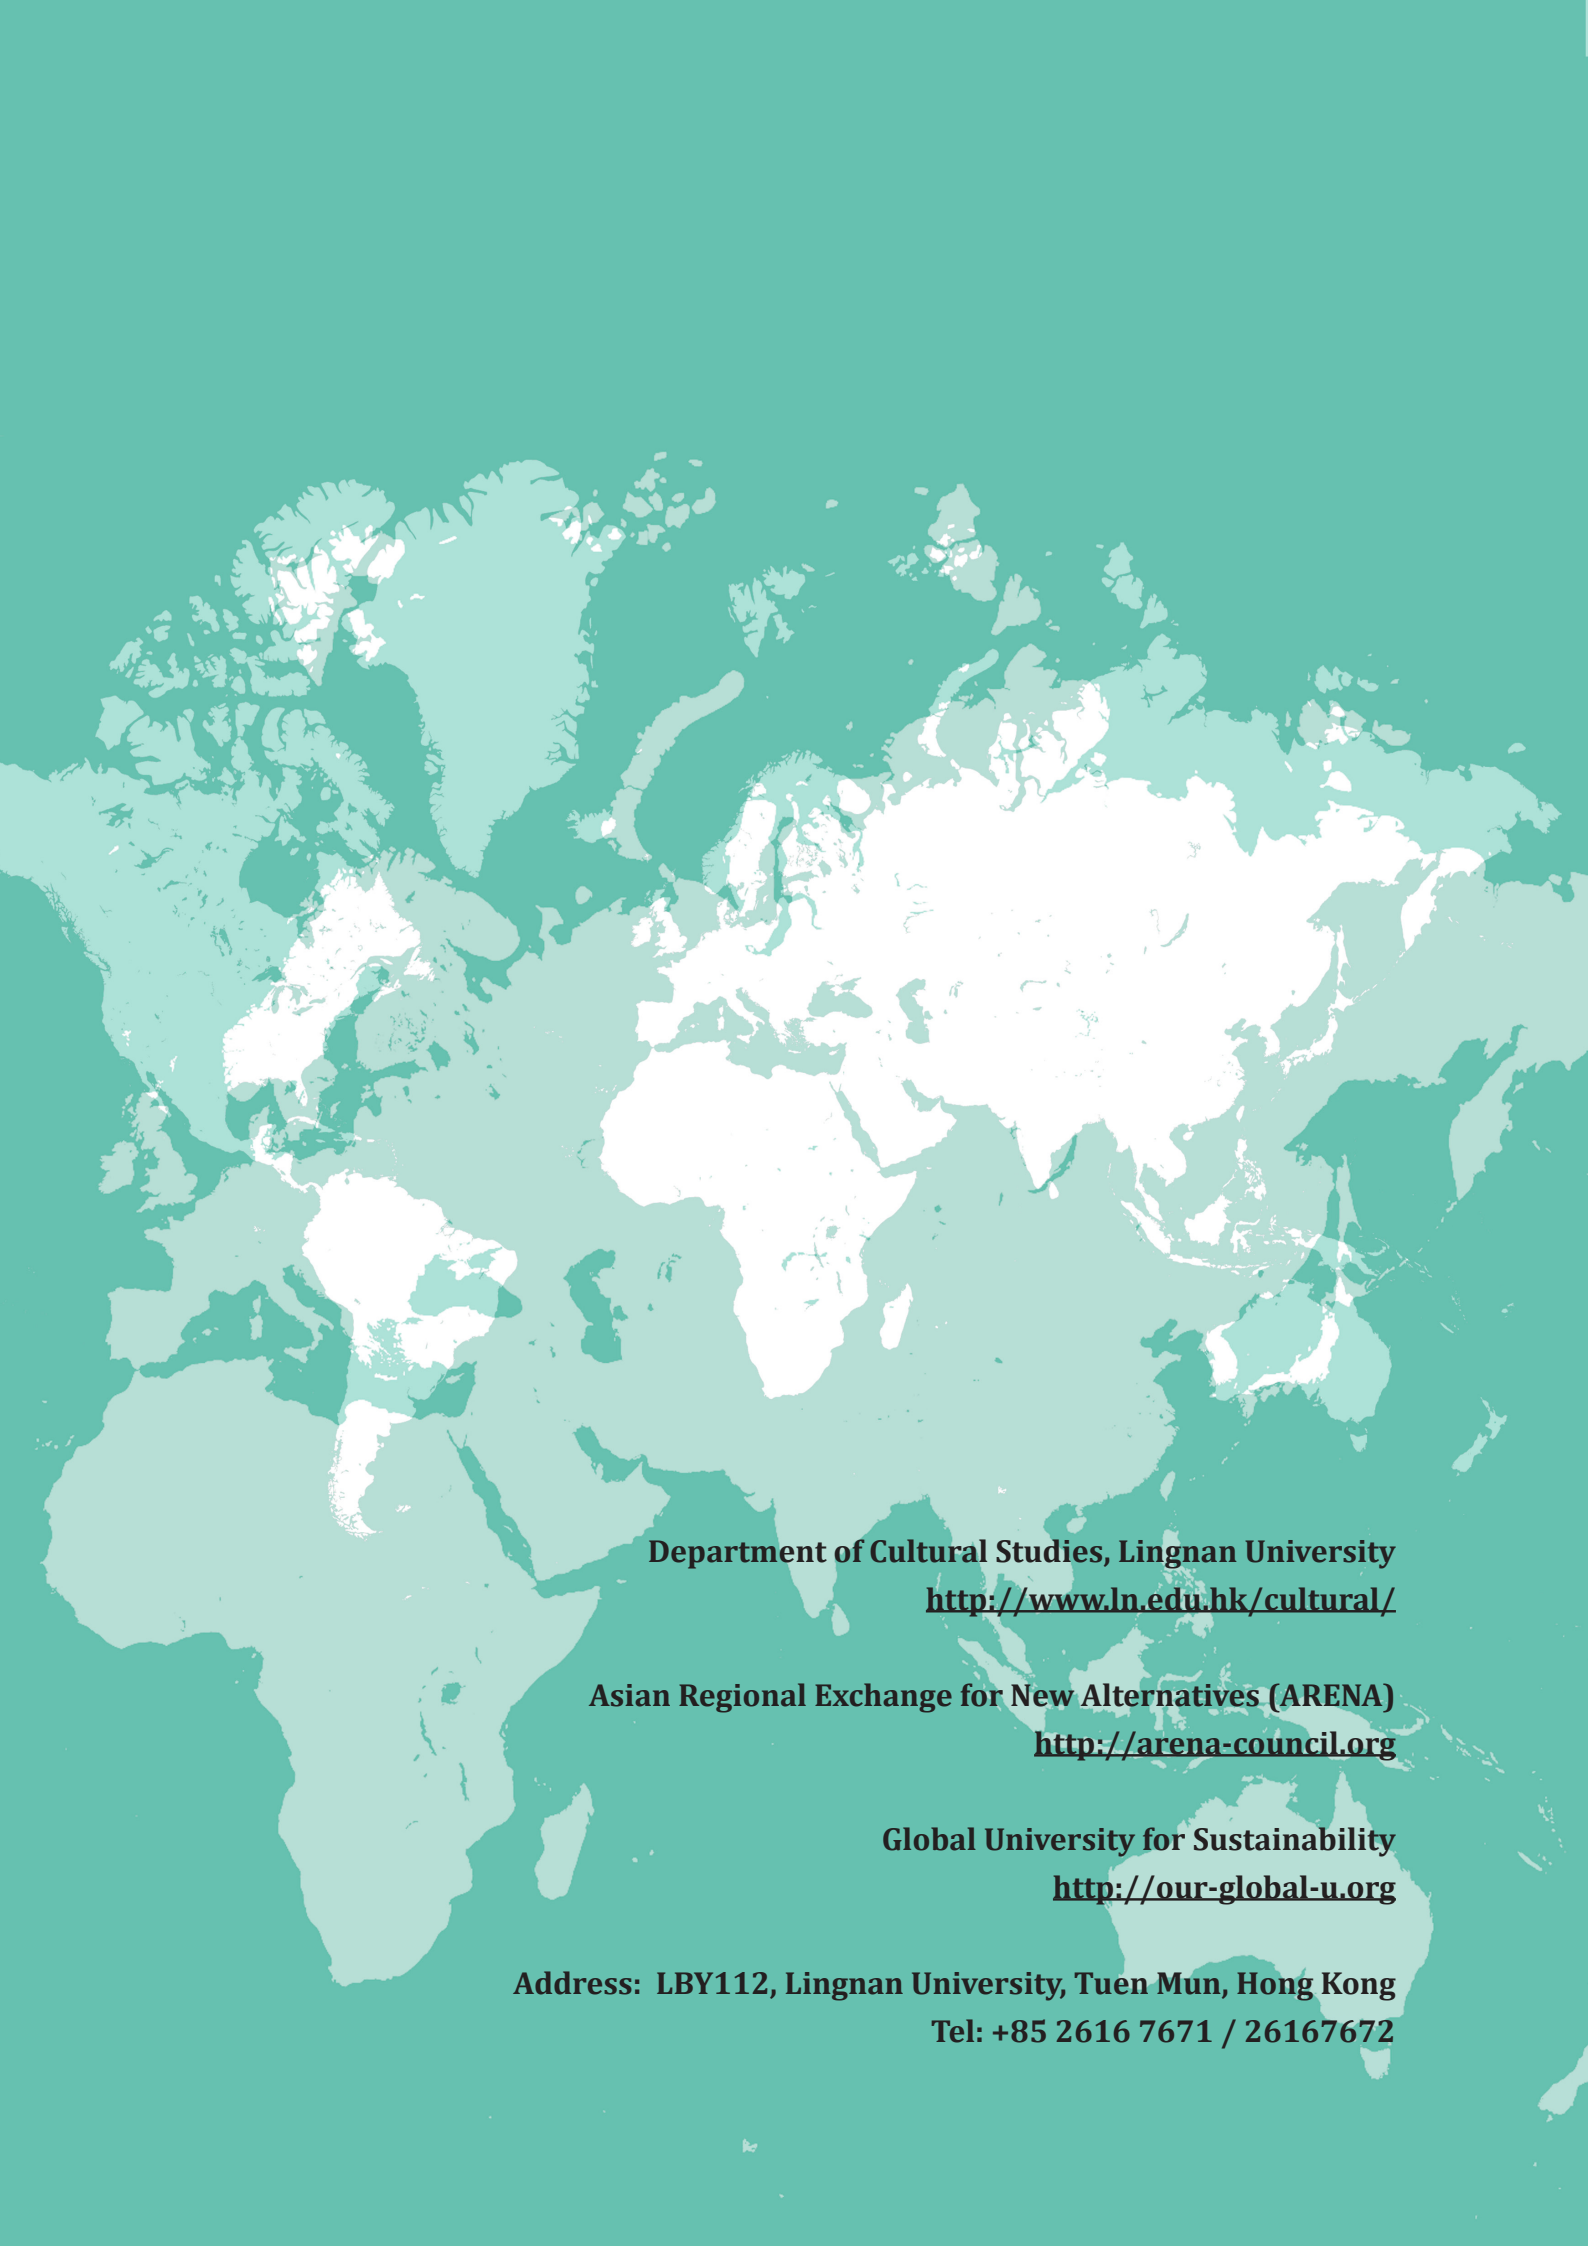 Department of Cultural Studies, Lingnan University
http://www.ln.edu.hk/cultural/
Asian Regional Exchange for New Alternatives (ARENA)
http://arena-council.org
Global University for Sustainability
http://our-global-u.org
Address:  LBY112, Lingnan University, Tuen Mun, Hong Kong
Tel: +85 2616 7671 / 26167672